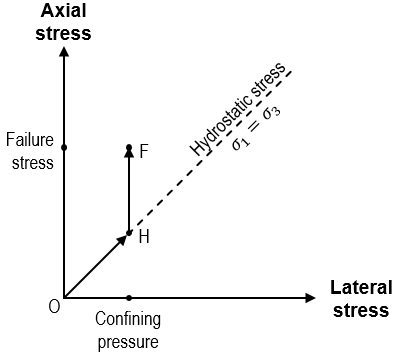 Axial
stress
Hydrostatic stress
σ₁ = σ₃
Failure
stress
F
H
O
Lateral
stress
Confining
pressure